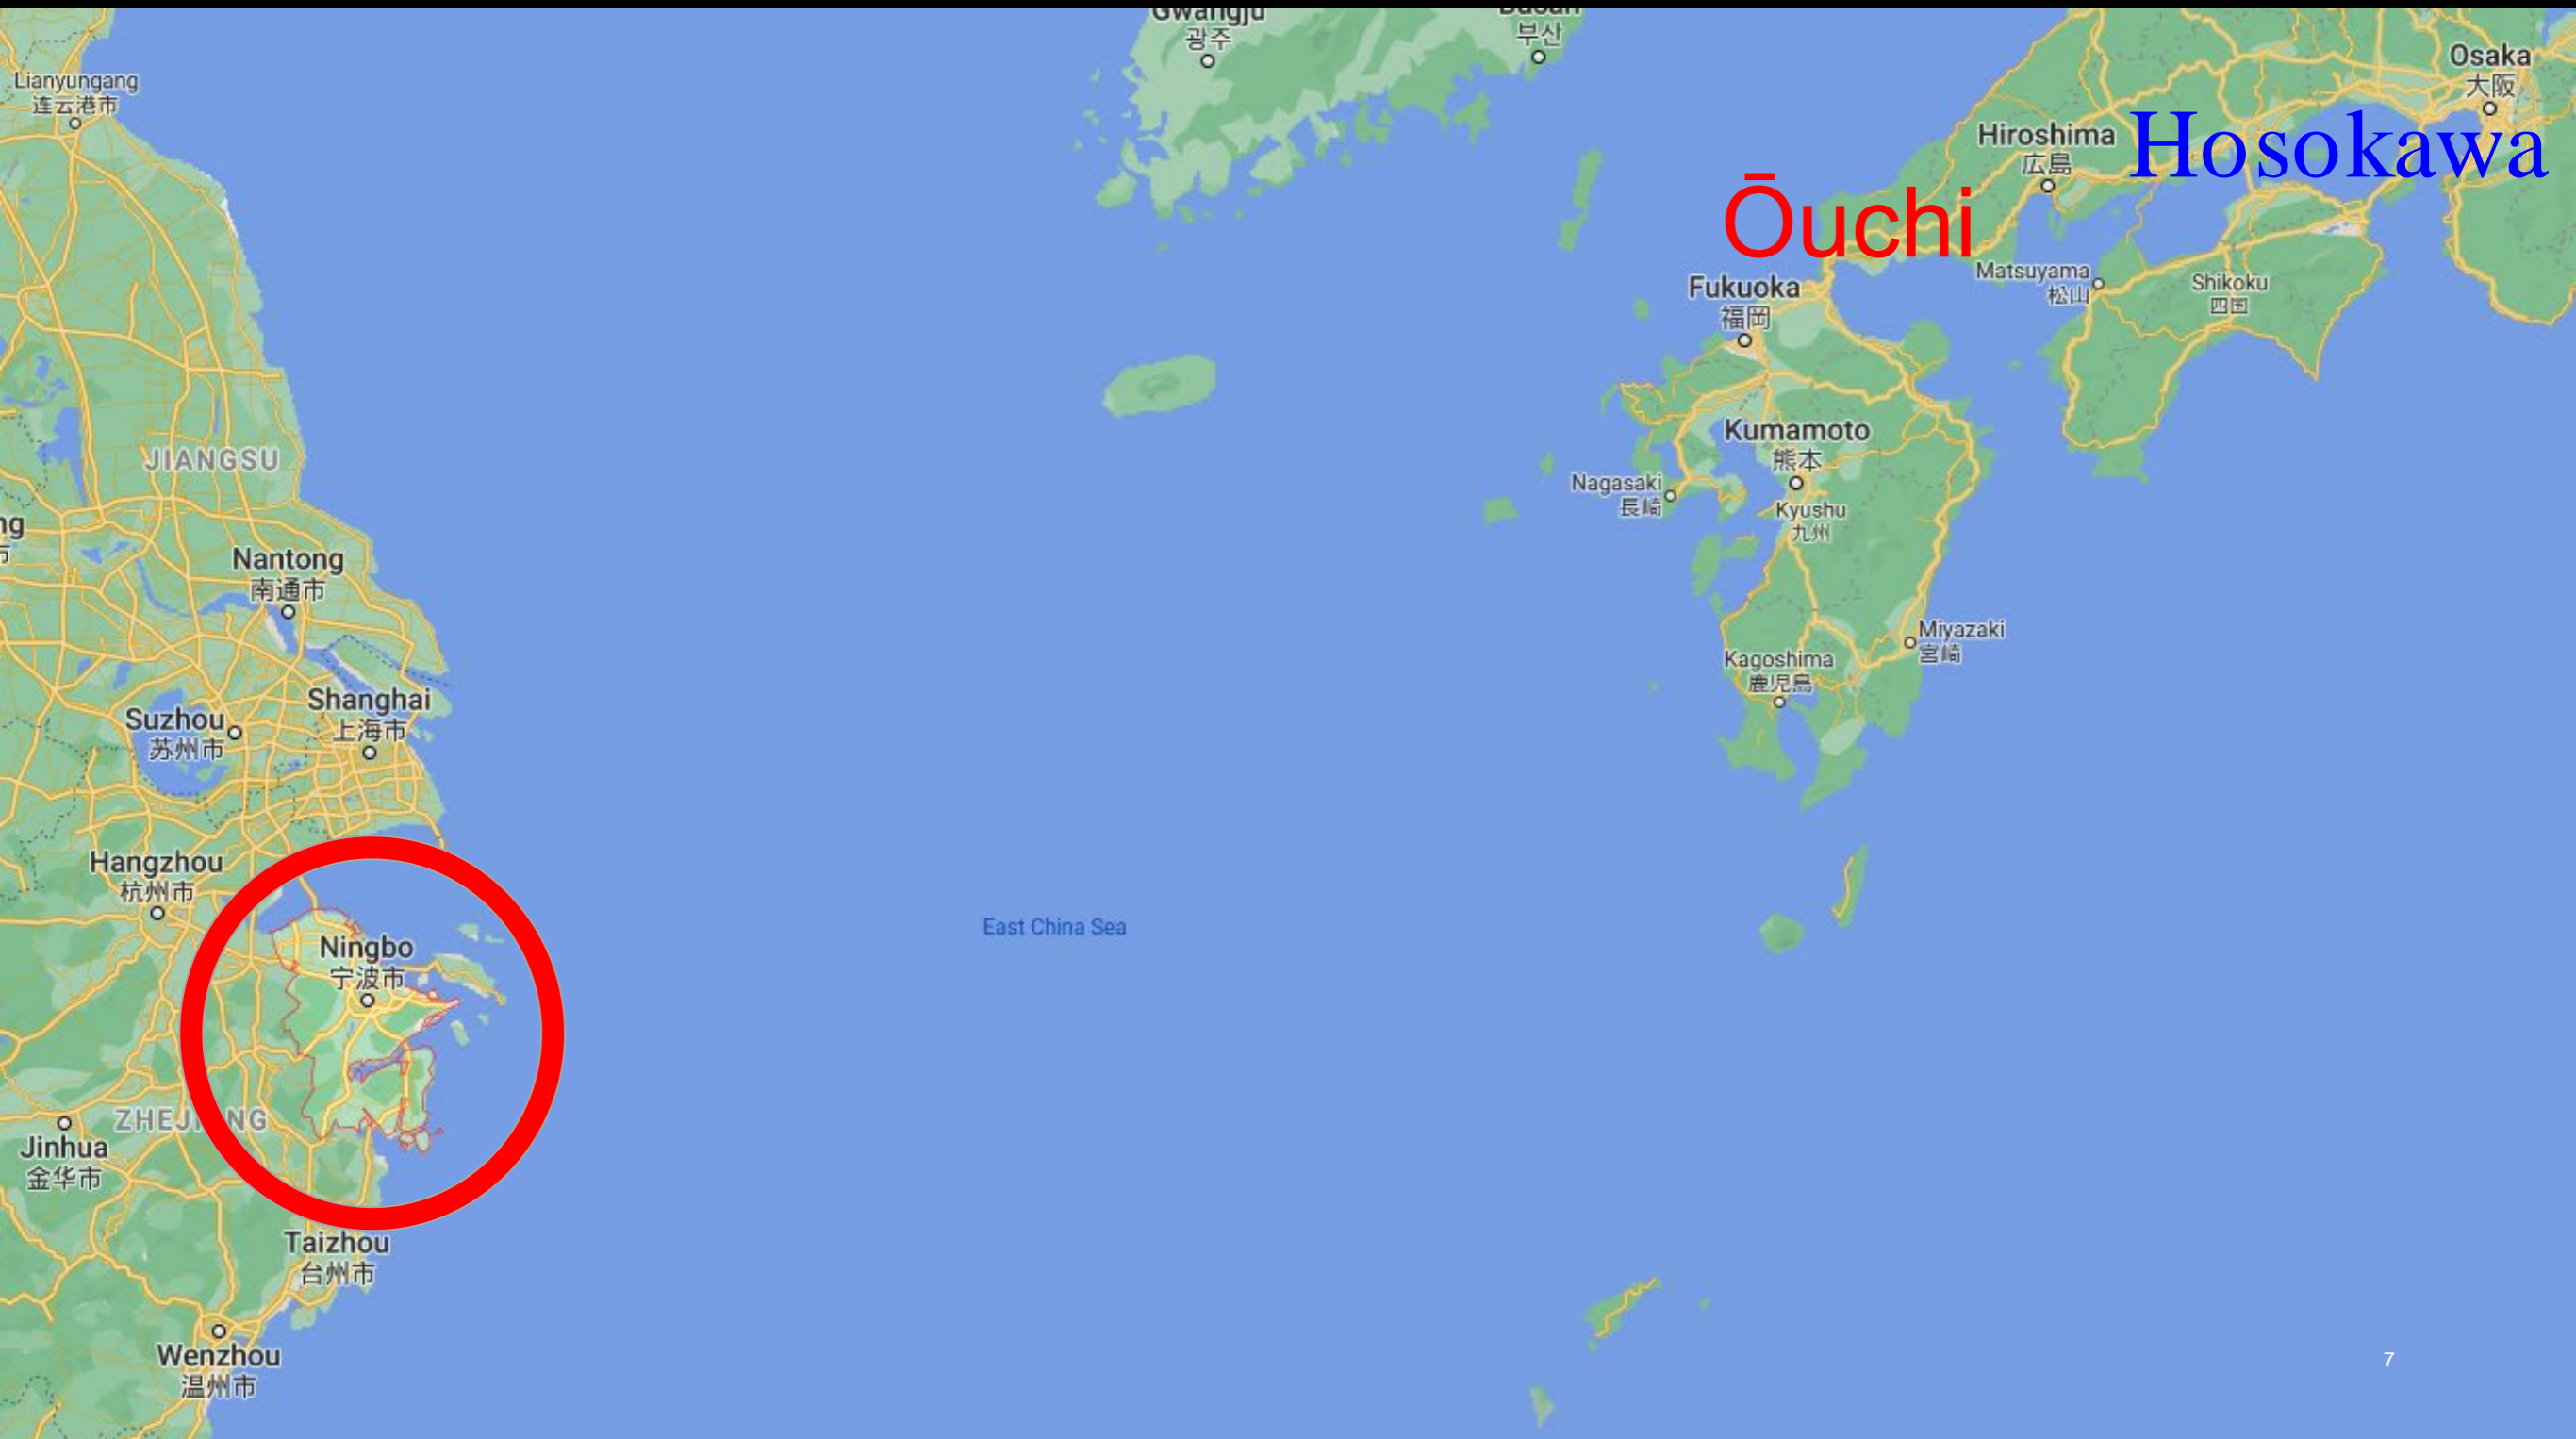 Gwangju
광주
Busan
부산
Osaka
大阪
Lianyungang
连云港市
Hiroshima
広島
Hosokawa
Ōuchi
Matsuyama
松山
Shikoku
四国
Fukuoka
福岡
JIANGSU
Kumamoto
熊本
Nagasaki
長崎
Kyushu
九州
Nantong
南通市
Miyazaki
宮崎
Kagoshima
鹿児島
Shanghai
上海市
Suzhou
苏州市
Hangzhou
杭州市
East China Sea
Ningbo
宁波市
ZHEJ NG
Jinhua
金华市
Taizhou
台州市
Wenzhou
温州市
7